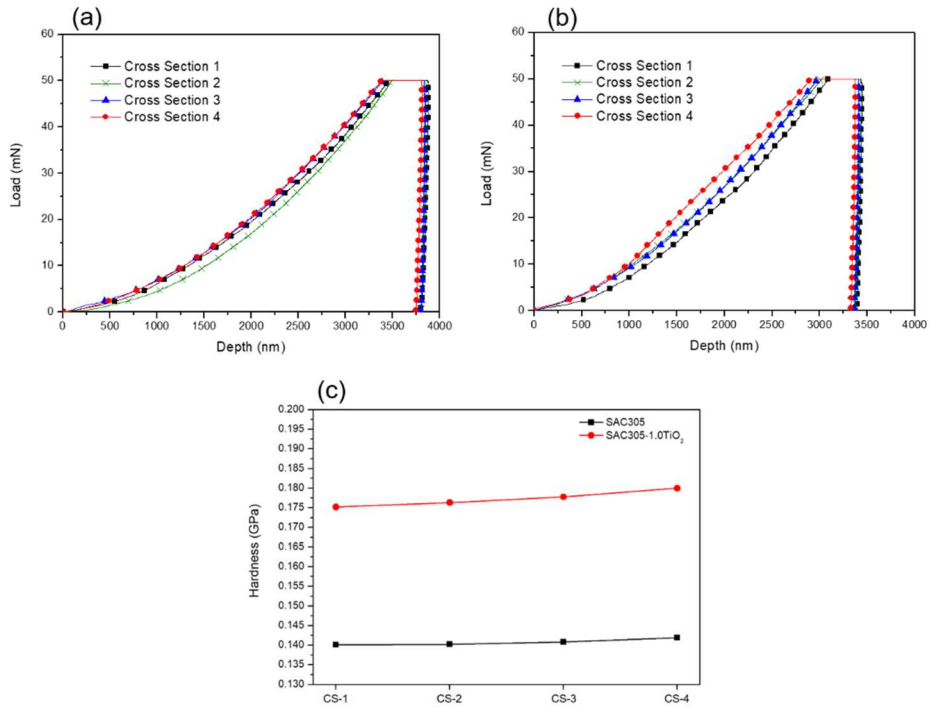 (a)
60
50
40
30
20
10
0
Load (mN)
Cross Section 1
Cross Section 2
Cross Section 3
Cross Section 4
0 500 1000 1500 2000 2500 3000 3500 4000
Depth (nm)
(b)
60
50
40
30
20
10
0
Load (mN)
Cross Section 1
Cross Section 2
Cross Section 3
Cross Section 4
0 500 1000 1500 2000 2500 3000 3500 4000
Depth (nm)
(c)
0.200
0.195
0.190
0.185
0.180
0.175
0.170
0.165
0.160
0.155
0.150
0.145
0.140
0.135
0.130
Hardness (GPa)
SAC305
SAC305-1.0TiO₂
CS-1 CS-2 CS-3 CS-4